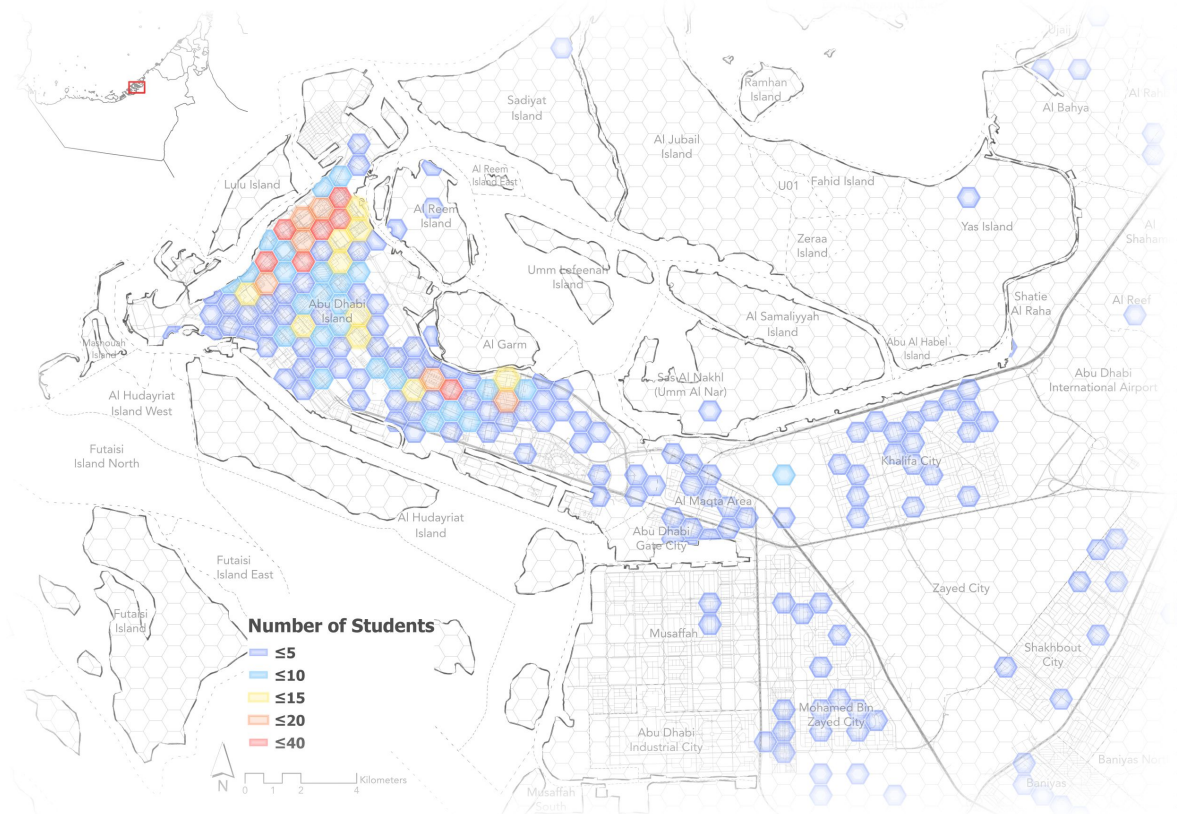 Ramhan
Island
Sadiyat
Island
Al Bahya
Al Jubail
Island
Al Reem
Island East
Lulu Island
U01
Fahid Island
Al Reem
Island
Yas Island
Zeraa
Island
Al
Shaham
Umm Lafeenah
Island
Abu Dhabi
Island
Shatie
Al Raha
Al Reef
Al Samaliyyah
Island
Al Garm
Abu Al Habel
Island
Island
Sas Al Nakhl
(Umm Al Nar)
Abu Dhabi
International Airport
Al Hudayriat
Island West
Futaisi
Island North
Khalifa City
Al Maqta Area
Al Hudayriat
Island
Abu Dhabi
Gate City
Futaisi
Island East
Zayed City
Futaisi
Island
Number of Students
≤5
≤10
≤15
≤20
≤40
Musaffah
Shakhbout
City
Mohamed Bin
Zayed City
Abu Dhabi
Industrial City
Baniyas
Musaffah
South
N
Kilometers
0 1 2 4